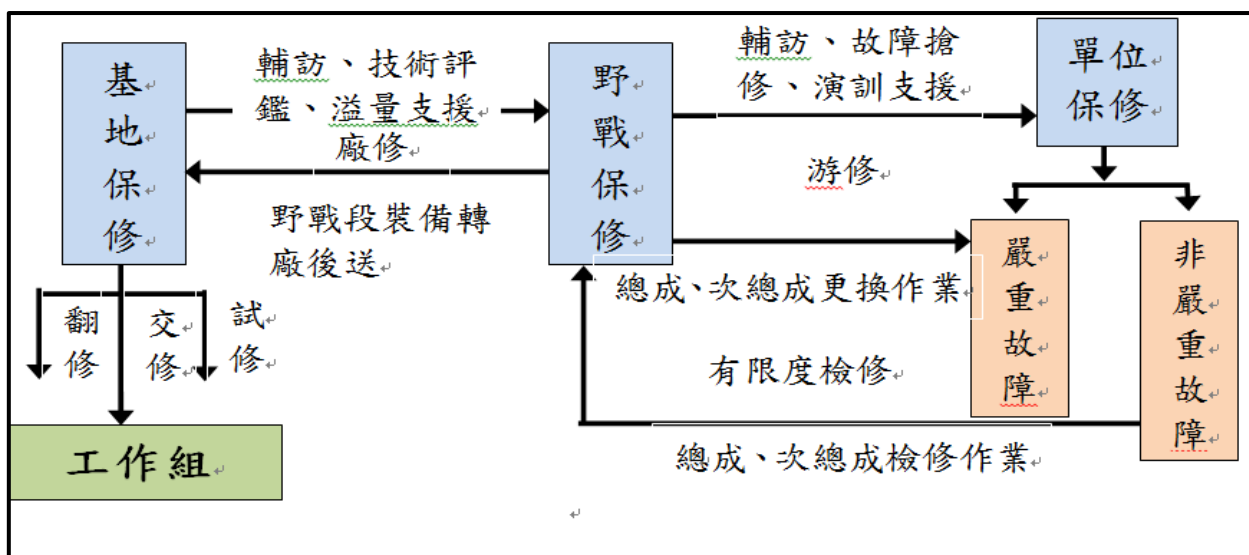 基地保修
輔訪、技術評
鑑、溢量支援
廠修
野戰段裝備轉
廠後送
野戰保修
輔訪、故障搶
修、演訓支援
游修
單位
保修
總成、次總成更換作業
有限度檢修
總成、次總成檢修作業
嚴重故障
非嚴重故障
翻修
交修
試修
工作組